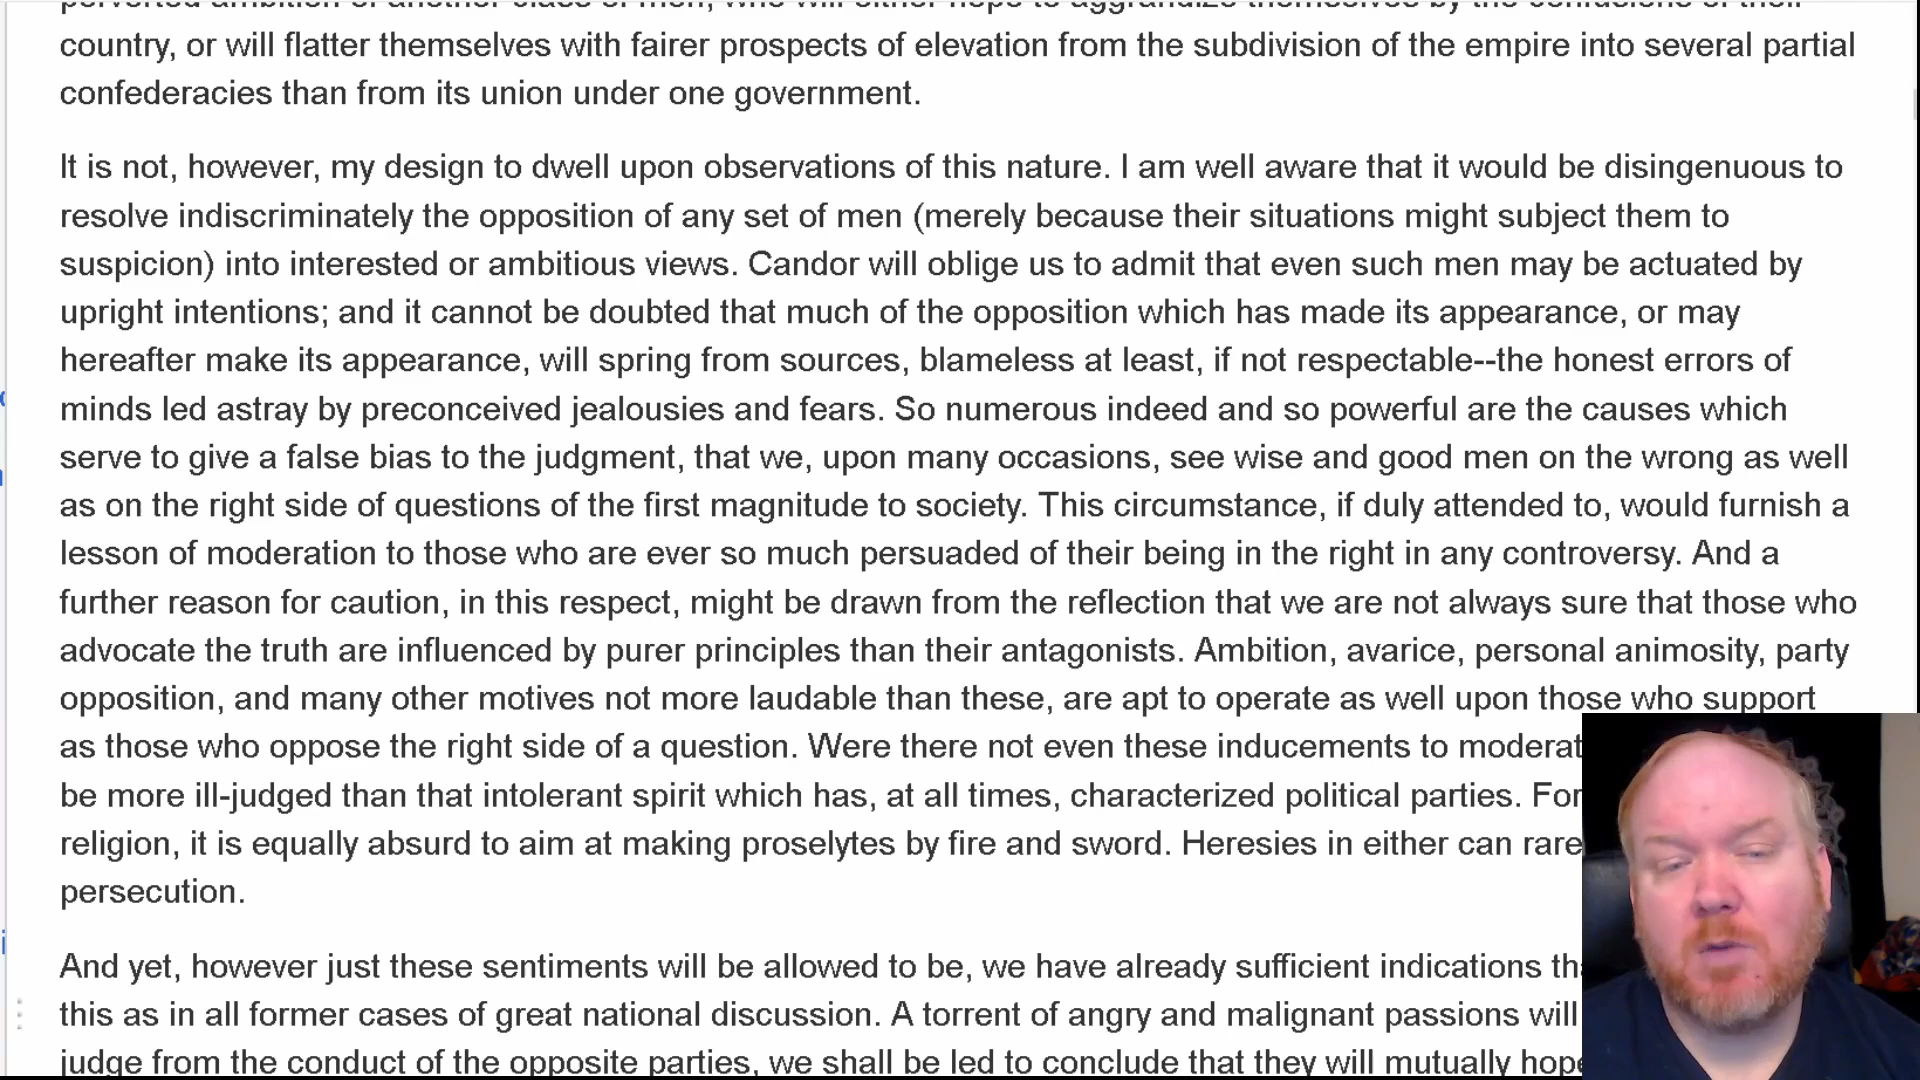 country, or will flatter themselves with fairer prospects of elevation from the subdivision of the empire into several partial
confederacies than from its union under one government.
It is not, however, my design to dwell upon observations of this nature. I am well aware that it would be disingenuous to
resolve indiscriminately the opposition of any set of men (merely because their situations might subject them to
suspicion) into interested or ambitious views. Candor will oblige us to admit that even such men may be actuated by
upright intentions; and it cannot be doubted that much of the opposition which has made its appearance, or may
hereafter make its appearance, will spring from sources, blameless at least, if not respectable--the honest errors of
minds led astray by preconceived jealousies and fears. So numerous indeed and so powerful are the causes which
serve to give a false bias to the judgment, that we, upon many occasions, see wise and good men on the wrong as well
as on the right side of questions of the first magnitude to society. This circumstance, if duly attended to, would furnish a
lesson of moderation to those who are ever so much persuaded of their being in the right in any controversy. And a
further reason for caution, in this respect, might be drawn from the reflection that we are not always sure that those who
advocate the truth are influenced by purer principles than their antagonists. Ambition, avarice, personal animosity, party
opposition, and many other motives not more laudable than these, are apt to operate as well upon those who support
as those who oppose the right side of a question. Were there not even these inducements to moderat
be more ill-judged than that intolerant spirit which has, at all times, characterized political parties. For
religion, it is equally absurd to aim at making proselytes by fire and sword. Heresies in either can rare
persecution.
And yet, however just these sentiments will be allowed to be, we have already sufficient indications th
this as in all former cases of great national discussion. A torrent of angry and malignant passions will
judge from the conduct of the opposite parties, we shall be led to conclude that they will mutually hope